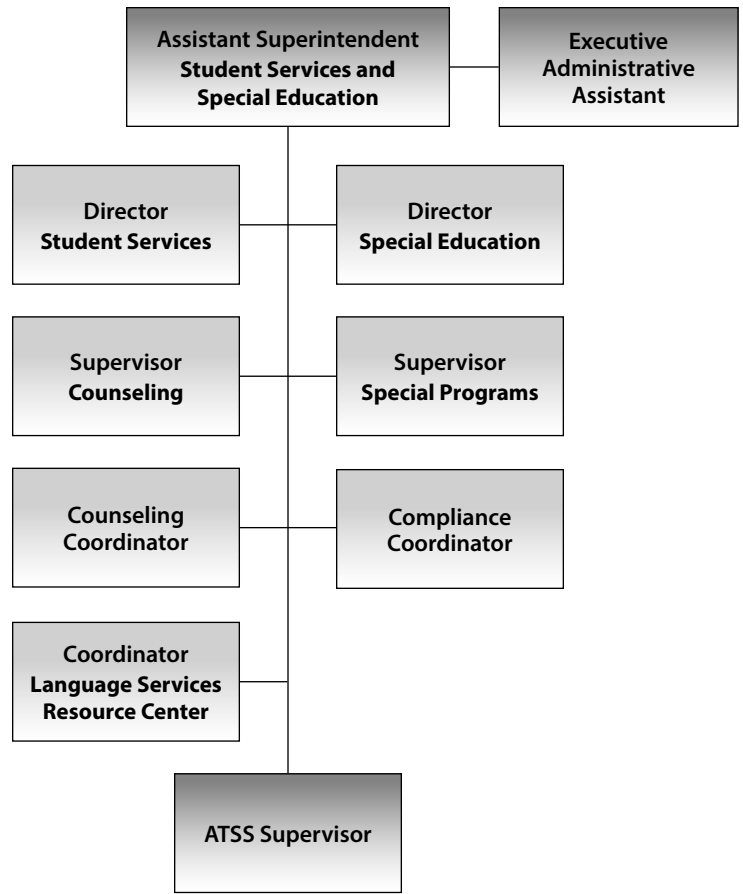 Assistant Superintendent
Student Services and
Special Education
Executive
Administrative
Assistant
Director
Student Services
Director
Special Education
Supervisor
Counseling
Supervisor
Special Programs
Counseling
Coordinator
Compliance
Coordinator
Coordinator
Language Services
Resource Center
ATSS Supervisor